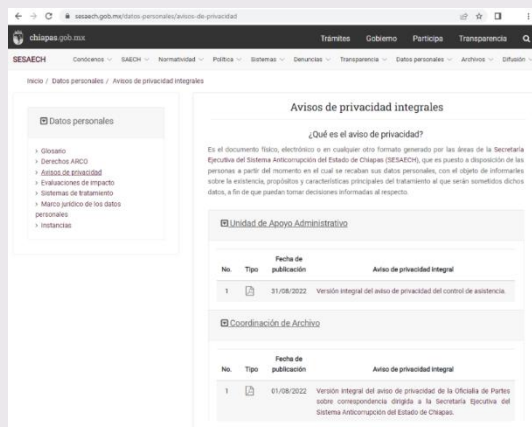 sesaech.gob.mx/datos-personales/avisos-de-privacidad
chiapas.gob.mx
Trámites Gobierno Participa Transparencia
SESAECH Conócenos SAECH Normatividad Política Sistemas Denuncias Transparencia Datos personales Archivos Difusión
Inicio / Datos personales / Avisos de privacidad integrales
Datos personales
> Glosario
> Derechos ARCO
> Avisos de privacidad
> Evaluaciones de impacto
> Sistemas de tratamiento
> Marco jurídico de los datos
personales
> Instancias
Avisos de privacidad integrales
¿Qué es el aviso de privacidad?
Es el documento físico, electrónico o en cualquier otro formato generado por las áreas de la Secretaría
Ejecutiva del Sistema Anticorrupción del Estado de Chiapas (SESAECH), que es puesto a disposición de las
personas a partir del momento en el cual se recaban sus datos personales, con el objeto de informarles
sobre la existencia, propósitos y características principales del tratamiento al que serán sometidos dichos
datos, a fin de que puedan tomar decisiones informadas al respecto.
Unidad de Apoyo Administrativo
No. Tipo Fecha de publicación Aviso de privacidad integral
1 31/08/2022 Versión integral del aviso de privacidad del control de asistencia.
Coordinación de Archivo
No. Tipo Fecha de publicación Aviso de privacidad integral
1 01/08/2022 Versión integral del aviso de privacidad de la Oficialía de Partes
sobre correspondencia dirigida a la Secretaría Ejecutiva del
Sistema Anticorrupción del Estado de Chiapas.